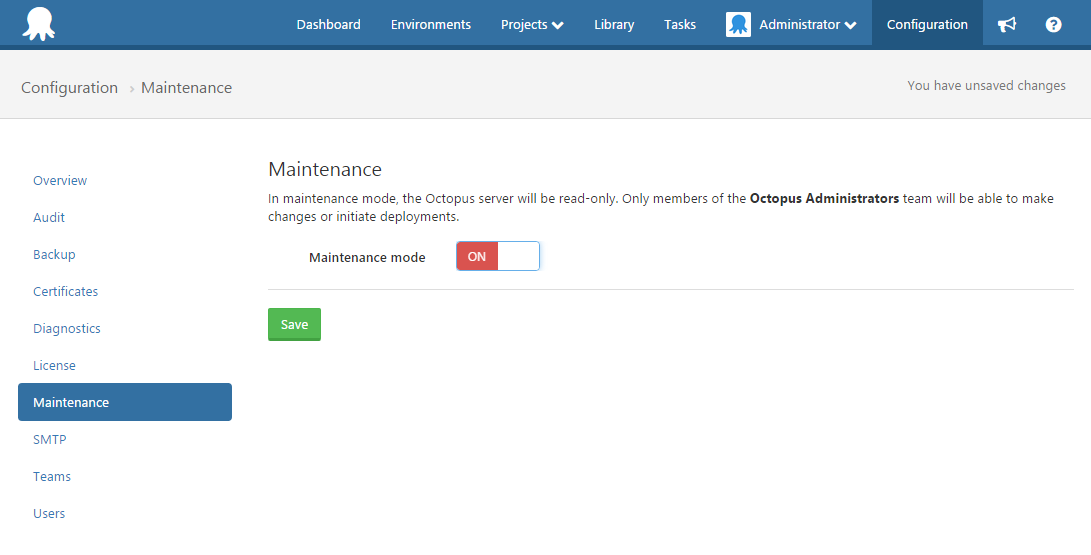 Dashboard Environments Projects Library Tasks Administrator Configuration
Configuration › Maintenance You have unsaved changes
Overview
Audit
Backup
Certificates
Diagnostics
License
Maintenance
SMTP
Teams
Users
Maintenance
In maintenance mode, the Octopus server will be read-only. Only members of the Octopus Administrators team will be able to make
changes or initiate deployments.
Maintenance mode ON
Save